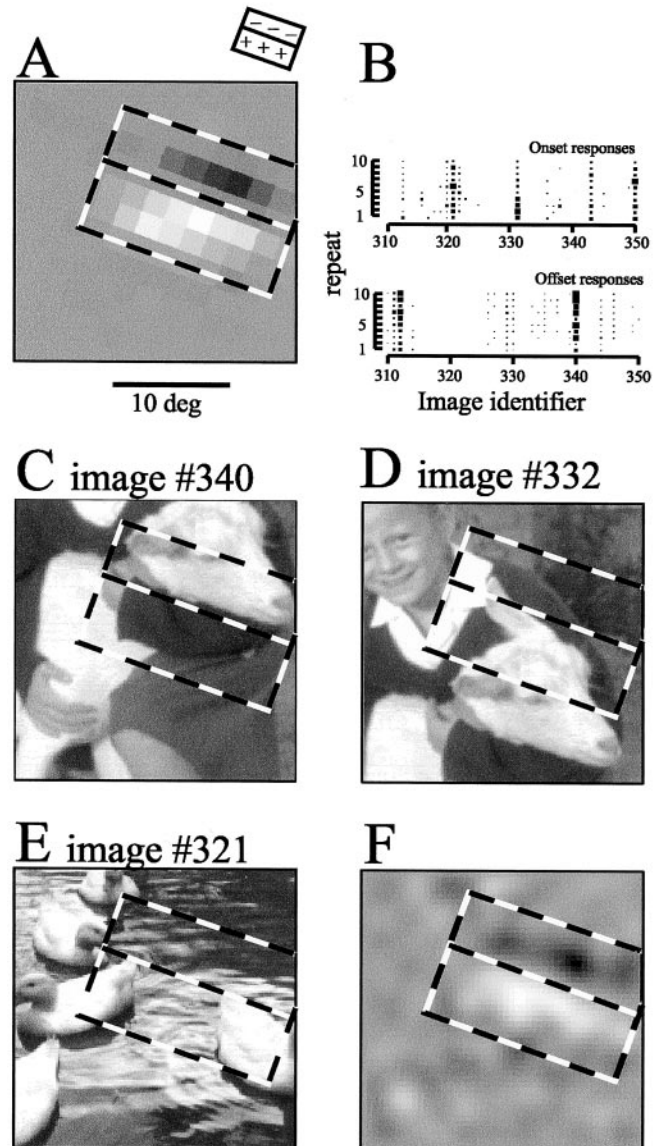 A
− − −
+ + +
10 deg
B
Onset responses
10
5
1
310 320 330 340 350
repeat
Offset responses
10
5
1
310 320 330 340 350
Image identifier
C image #340
D image #332
E image #321
F